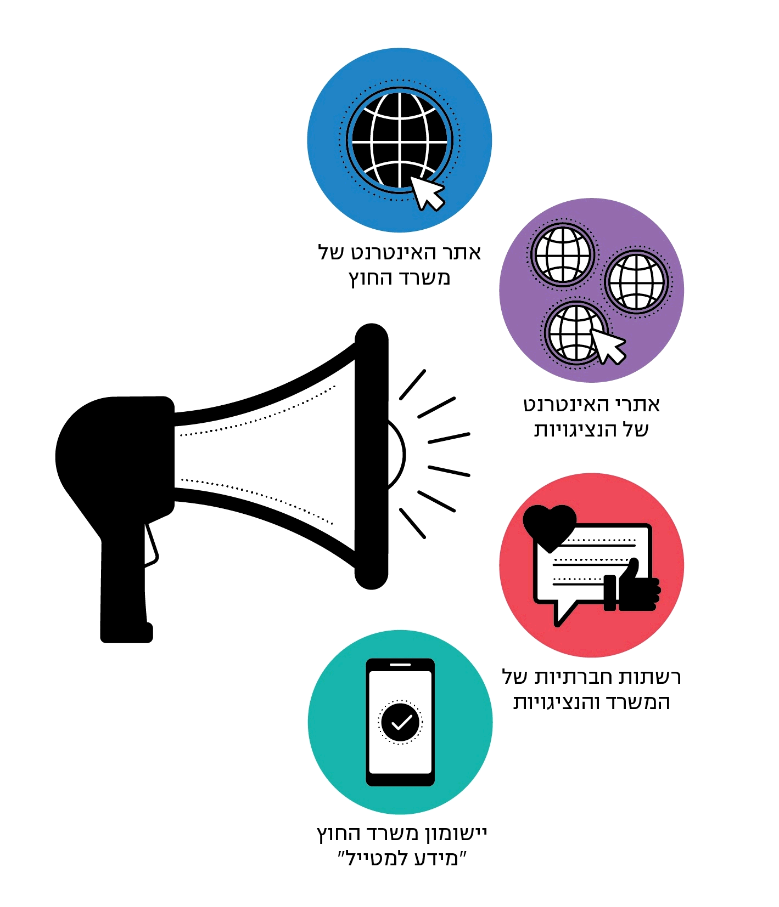 אתר האינטרנט של
משרד החוץ
אתרי האינטרנט
של הנציגויות
רשתות חברתיות של
המשרד והנציגויות
יישומון משרד החוץ
"מידע למטייל"